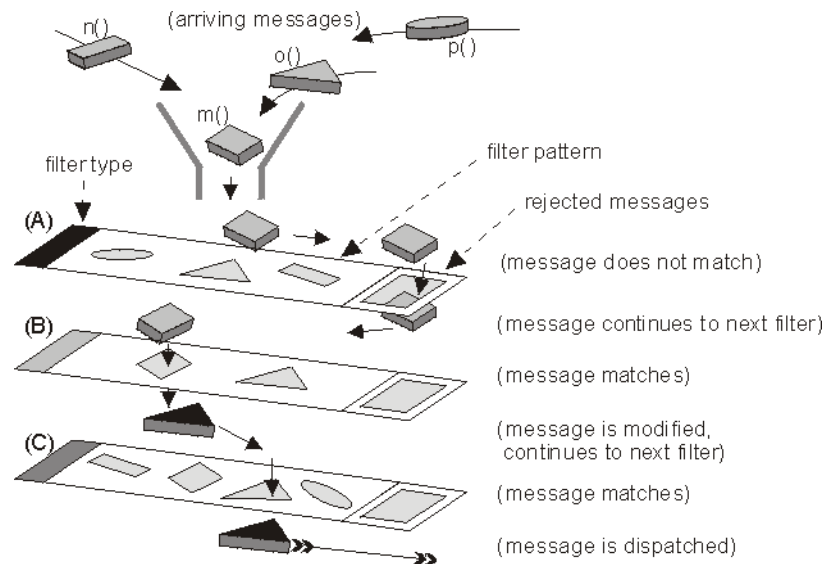 n()
(arriving messages)
p()
o()
m()
filter type
filter pattern
rejected messages
(A)
(message does not match)
(B)
(message continues to next filter)
(message matches)
(C)
(message is modified,
continues to next filter)
(message matches)
(message is dispatched)